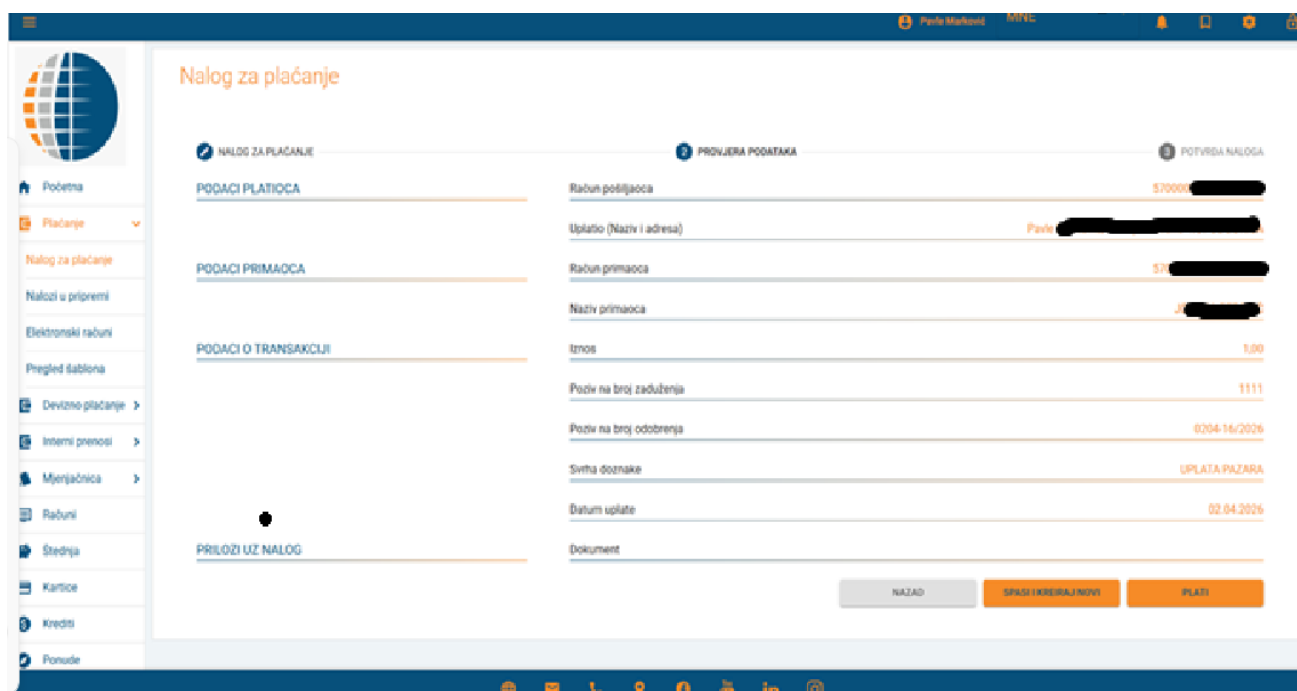 Pavle Marković MNE
Nalog za plaćanje
NALOG ZA PLAĆANJE
2 PROVJERA PODATAKA
3 POTVRDA NALOGA
Početna
Plaćanje
Nalog za plaćanje
Nalozi u pripremi
Elektronski računi
Pregled šablona
Devizno plaćanje
Interni prenosi
Mjenjačnica
Računi
Štednja
Kartice
Krediti
Ponude
PODACI PLATIOCA
Račun pošiljaoca 570000
Uplatio (Naziv i adresa) Pavle
PODACI PRIMAOCA
Račun primaoca 570
Naziv primaoca
PODACI O TRANSAKCIJI
Iznos 1,00
Poziv na broj zaduženja 1111
Poziv na broj odobrenja 0204-16/2026
Svrha doznake UPLATA PAZARA
Datum uplate 02.04.2026
PRILOZI UZ NALOG
Dokument
NAZAD
SPASI I KREIRAJ NOVI
PLATI